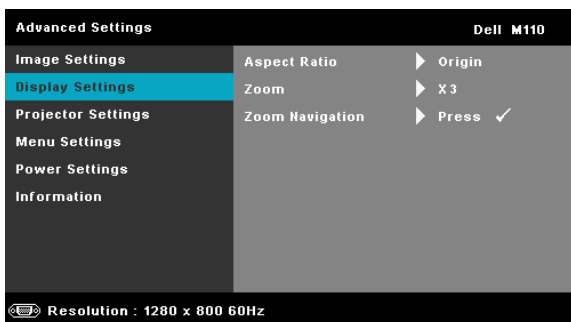 Advanced Settings Dell M110
Image Settings
Display Settings
Projector Settings
Menu Settings
Power Settings
Information
Aspect Ratio Origin
Zoom X3
Zoom Navigation Press ✓
Resolution : 1280 x 800 60Hz